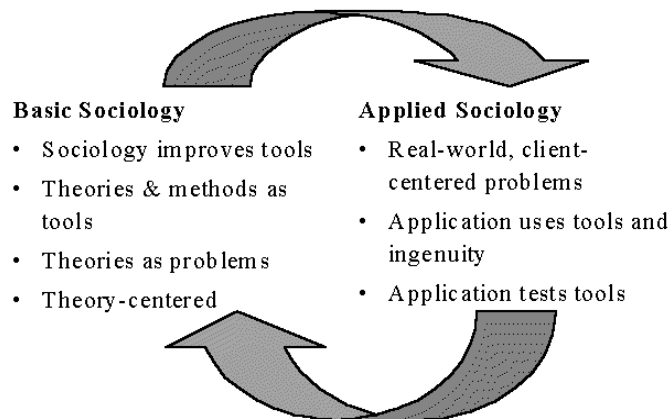 Basic Sociology
• Sociology improves tools
• Theories & methods as
tools
• Theories as problems
• Theory-centered
Applied Sociology
• Real-world, client-
centered problems
• Application uses tools and
ingenuity
• Application tests tools